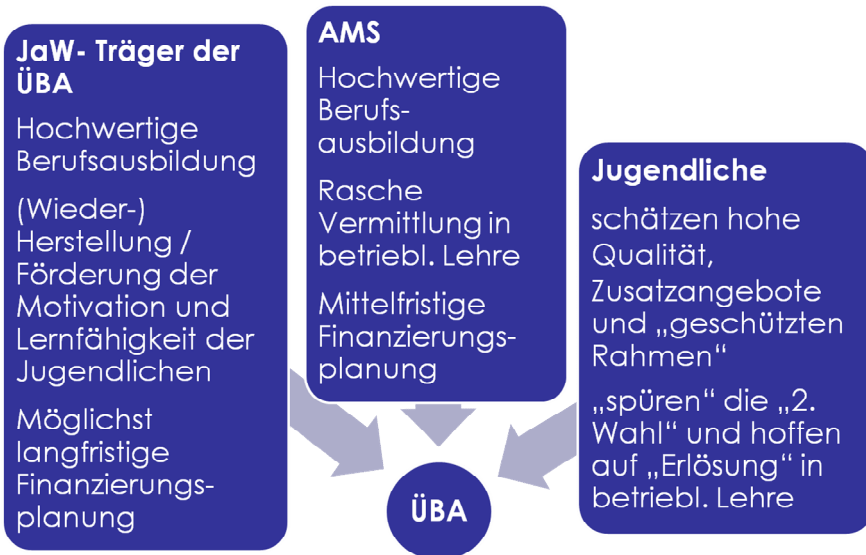 JaW- Träger der
ÜBA
Hochwertige
Berufsausbildung
(Wieder-)
Herstellung /
Förderung der
Motivation und
Lernfähigkeit der
Jugendlichen
Möglichst
langfristige
Finanzierungs-
planung
AMS
Hochwertige
Berufs-
ausbildung
Rasche
Vermittlung in
betriebl. Lehre
Mittelfristige
Finanzierungs-
planung
Jugendliche
schätzen hohe
Qualität,
Zusatzangebote
und „geschützten
Rahmen“
„spüren“ die „2.
Wahl“ und hoffen
auf „Erlösung“ in
betriebl. Lehre
ÜBA